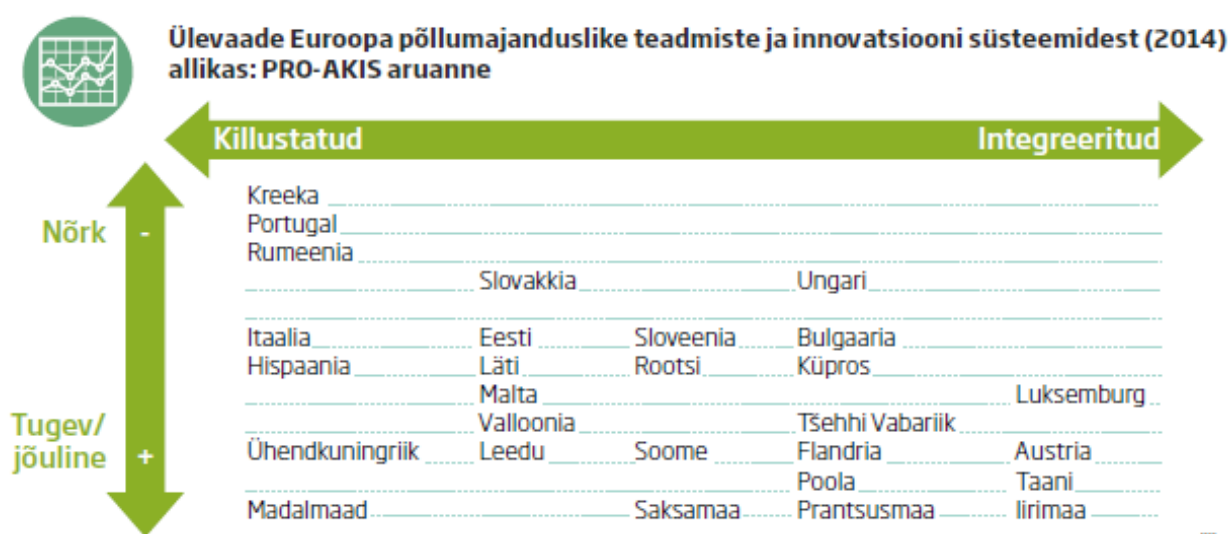 Ülevaade Euroopa põllumajanduslike teadmiste ja innovatsiooni süsteemidest (2014)
allikas: PRO-AKIS aruanne
Killustatud Integreeritud
Kreeka
Nõrk - Portugal
Rumeenia
Slovakkia Ungari
Itaalia Eesti Sloveenia Bulgaaria
Hispaania Läti Rootsi Küpros
Malta Luksemburg
Tugev/ Valloonia Tšehhi Vabariik
jõuline + Ühendkuningriik Leedu Soome Flandria Austria
Poola Taani
Madalmaad Saksamaa Prantsusmaa Iirimaa